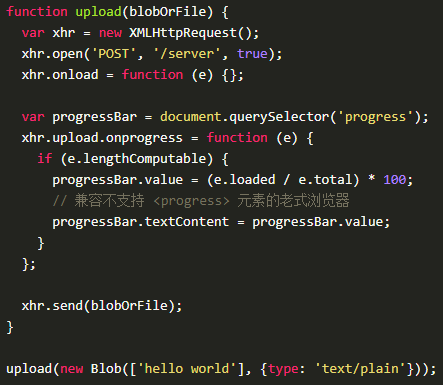 function upload(blobOrFile) {
  var xhr = new XMLHttpRequest();
  xhr.open('POST', '/server', true);
  xhr.onload = function (e) {};

  var progressBar = document.querySelector('progress');
  xhr.upload.onprogress = function (e) {
    if (e.lengthComputable) {
      progressBar.value = (e.loaded / e.total) * 100;
      // 兼容不支持 <progress> 元素的老式浏览器
      progressBar.textContent = progressBar.value;
    }
  };

  xhr.send(blobOrFile);
}

upload(new Blob(['hello world'], {type: 'text/plain'}));